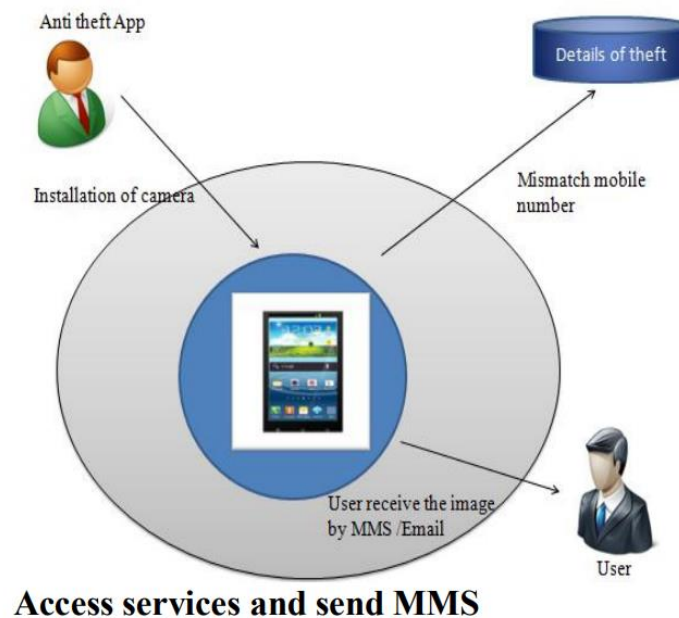 Anti theft App
Details of theft
Installation of camera
Mismatch mobile
number
User receive the image
by MMS /Email
User
Access services and send MMS